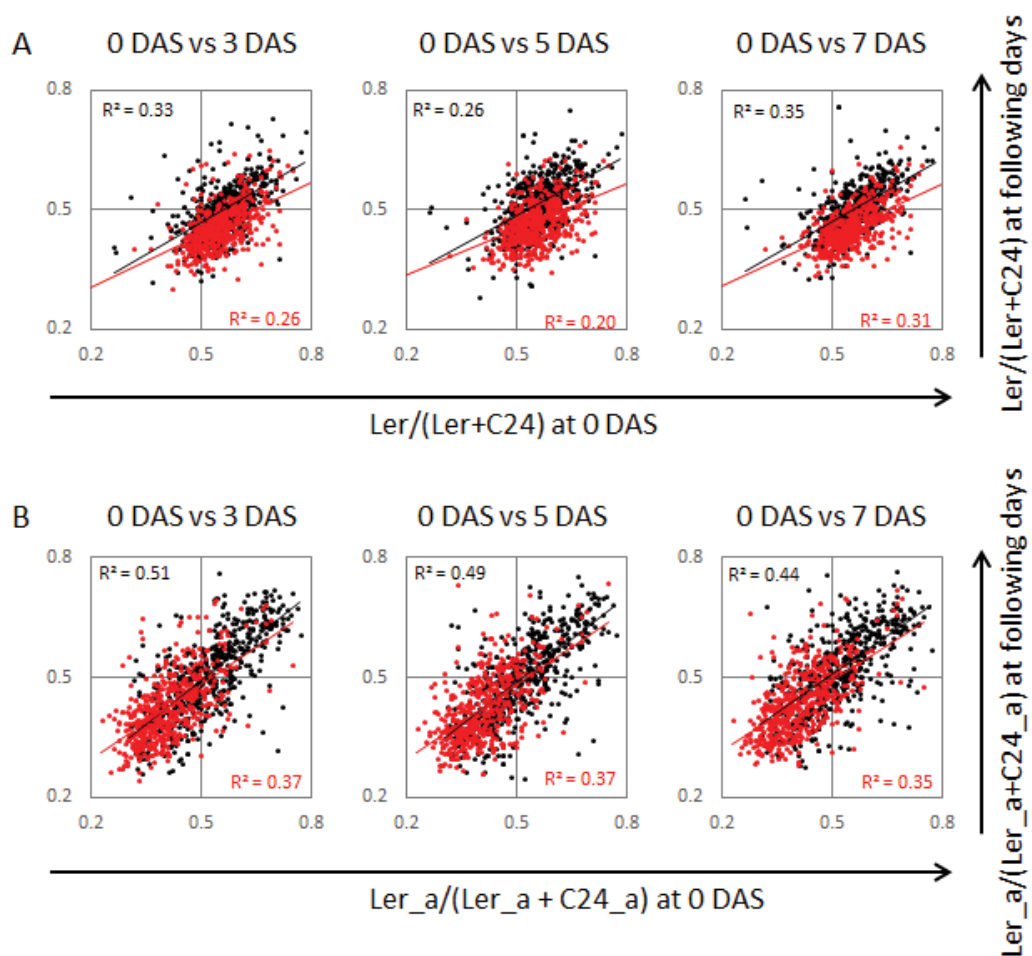 A
0 DAS vs 3 DAS
0 DAS vs 5 DAS
0 DAS vs 7 DAS
0.8
0.8
0.8
R² = 0.33
R² = 0.26
R² = 0.35
0.5
0.5
0.5
R² = 0.26
R² = 0.20
R² = 0.31
0.2
0.2
0.2
0.2
0.5
0.8
0.2
0.5
0.8
0.2
0.5
0.8
Ler/(Ler+C24) at 0 DAS
Ler/(Ler+C24) at following days
B
0 DAS vs 3 DAS
0 DAS vs 5 DAS
0 DAS vs 7 DAS
0.8
0.8
0.8
R² = 0.51
R² = 0.49
R² = 0.44
0.5
0.5
0.5
R² = 0.37
R² = 0.37
R² = 0.35
0.2
0.2
0.2
0.2
0.5
0.8
0.2
0.5
0.8
0.2
0.5
0.8
Ler_a/(Ler_a + C24_a) at 0 DAS
Ler_a/(Ler_a+C24_a) at following days